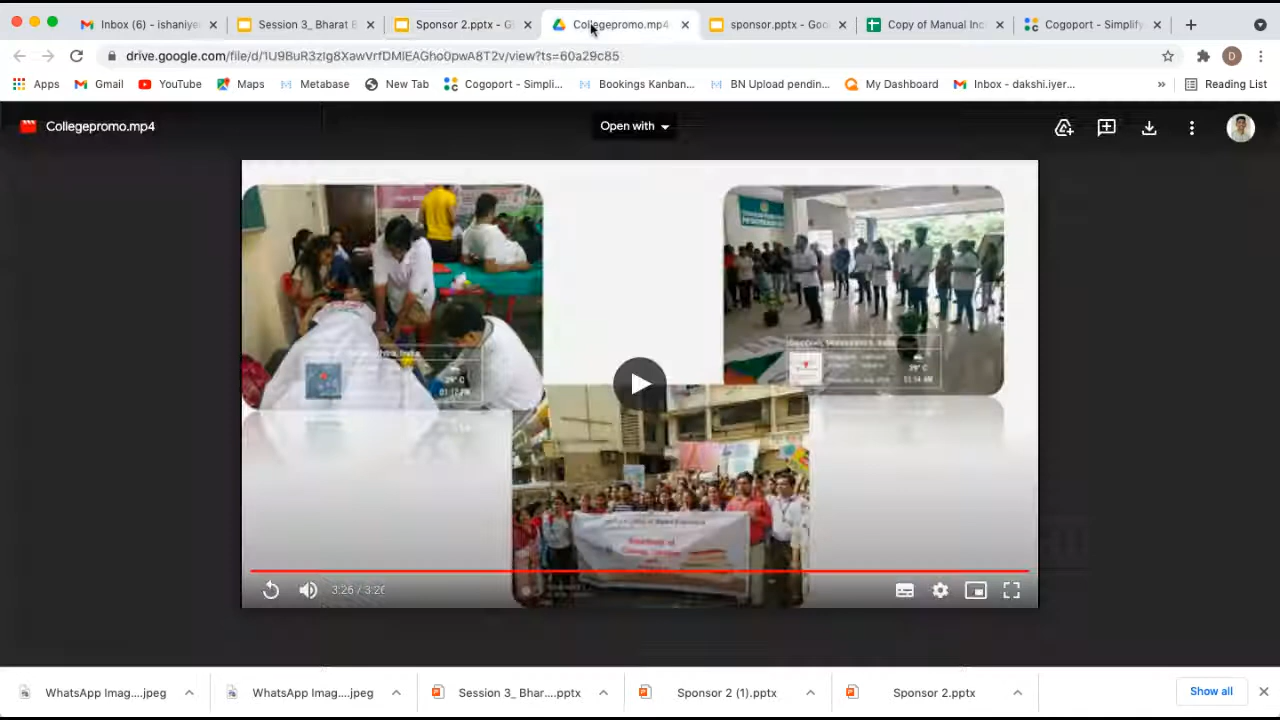 Inbox (6) - ishaniye
Session 3_ Bharat B
Sponsor 2.pptx - G
Collegepromo.mp4
sponsor.pptx - Goo
Copy of Manual In
Cogoport - Simplify
drive.google.com/file/d/
/view?ts=60a29c85
Apps
Gmail
YouTube
Maps
Metabase
New Tab
Cogoport - Simpli...
Bookings Kanban...
BN Upload pendin...
My Dashboard
Inbox - dakshi.iyer...
»
Reading List
D
Collegepromo.mp4
Open with
3:26 / 3:26
WhatsApp Imag....jpeg
WhatsApp Imag....jpeg
Session 3_ Bhar....pptx
Sponsor 2 (1).pptx
Sponsor 2.pptx
Show all